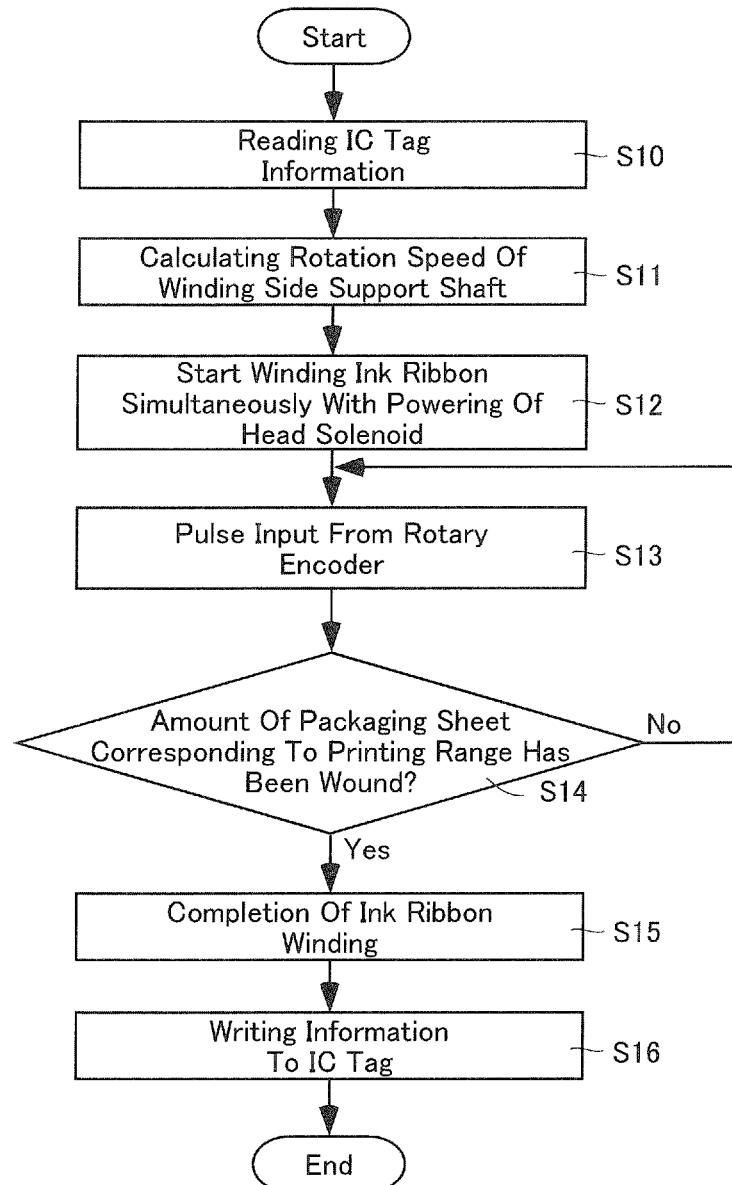 Start
Reading IC Tag
Information
S10
Calculating Rotation Speed Of
Winding Side Support Shaft
S11
Start Winding Ink Ribbon
Simultaneously With Powering Of
Head Solenoid
S12
Pulse Input From Rotary
Encoder
S13
Amount Of Packaging Sheet
Corresponding To Printing Range Has
Been Wound?
S14
No
Yes
Completion Of Ink Ribbon
Winding
S15
Writing Information
To IC Tag
S16
End